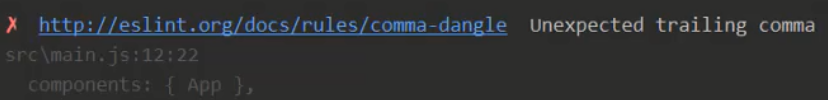 ✗ http://eslint.org/docs/rules/comma-dangle Unexpected trailing comma
src\main.js:12:22
components: { App },